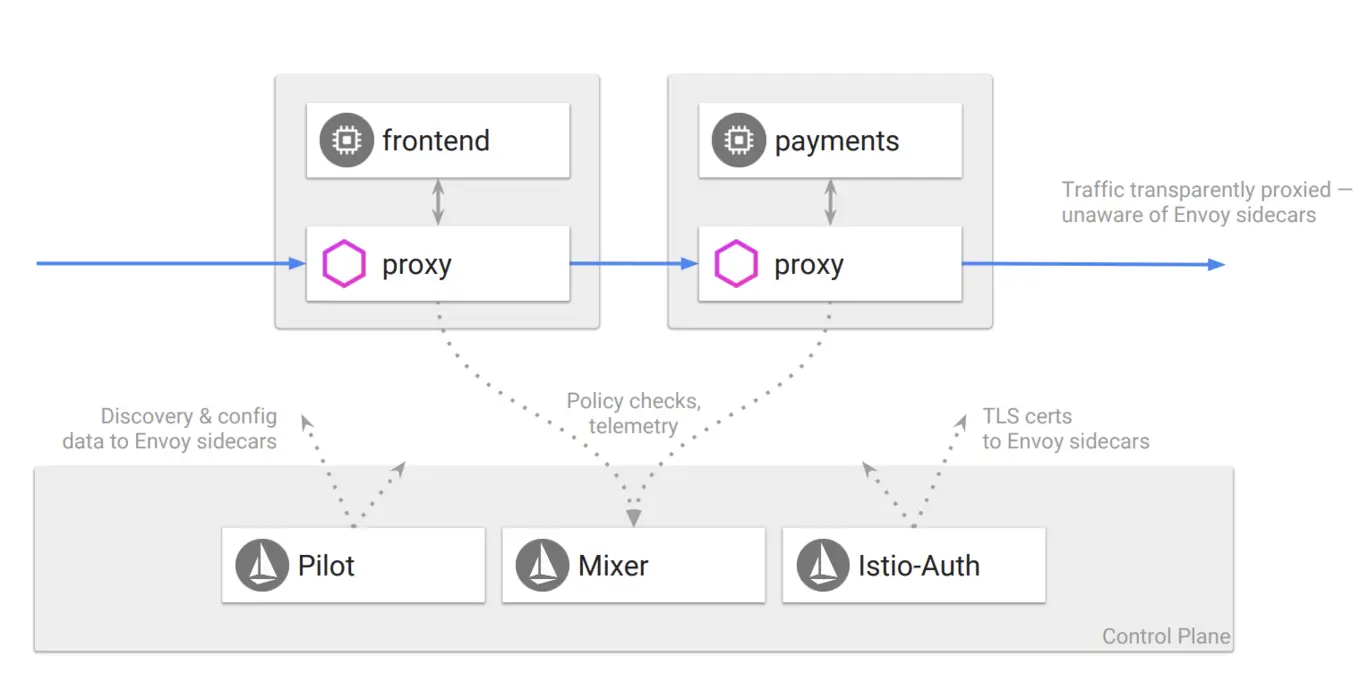 frontend
payments
Traffic transparently proxied —
unaware of Envoy sidecars
proxy
proxy
Policy checks,
telemetry
Discovery & config
data to Envoy sidecars
TLS certs
to Envoy sidecars
Pilot
Mixer
Istio-Auth
Control Plane